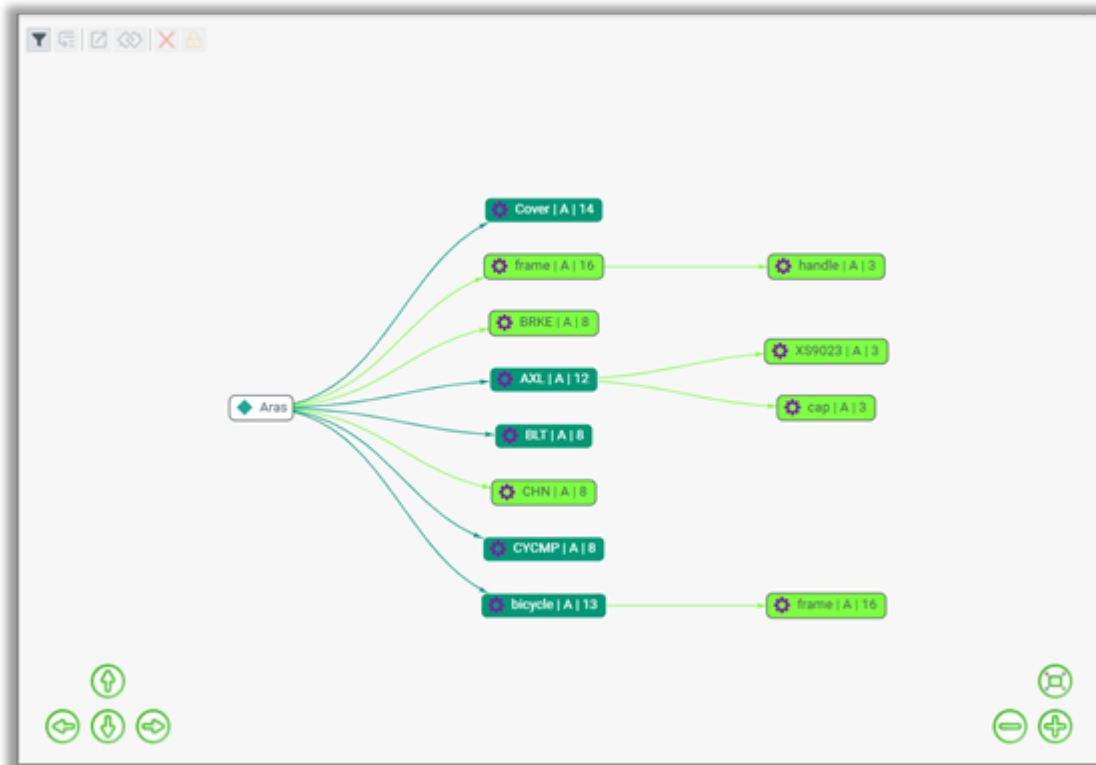 Cover | A | 14
frame | A | 16
handle | A | 3
BRKE | A | 8
XS9023 | A | 3
AXL | A | 12
cap | A | 3
Aras
BLT | A | 8
CHN | A | 8
CYCMP | A | 8
bicycle | A | 13
frame | A | 16